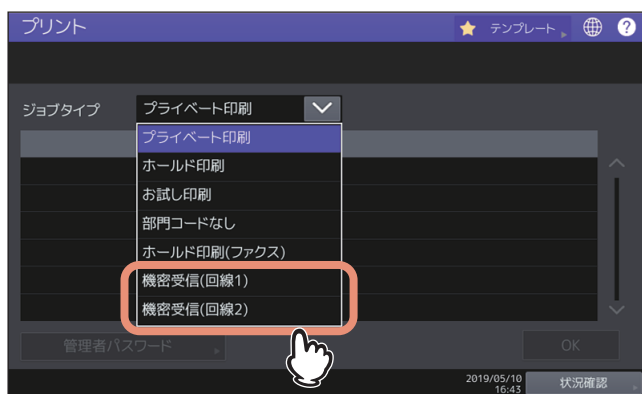 プリント
テンプレート
?
ジョブタイプ
プライベート印刷
プライベート印刷
ホールド印刷
お試し印刷
部門コードなし
ホールド印刷(ファクス)
機密受信(回線1)
機密受信(回線2)
管理者パスワード
OK
2019/05/10
16:43
状況確認